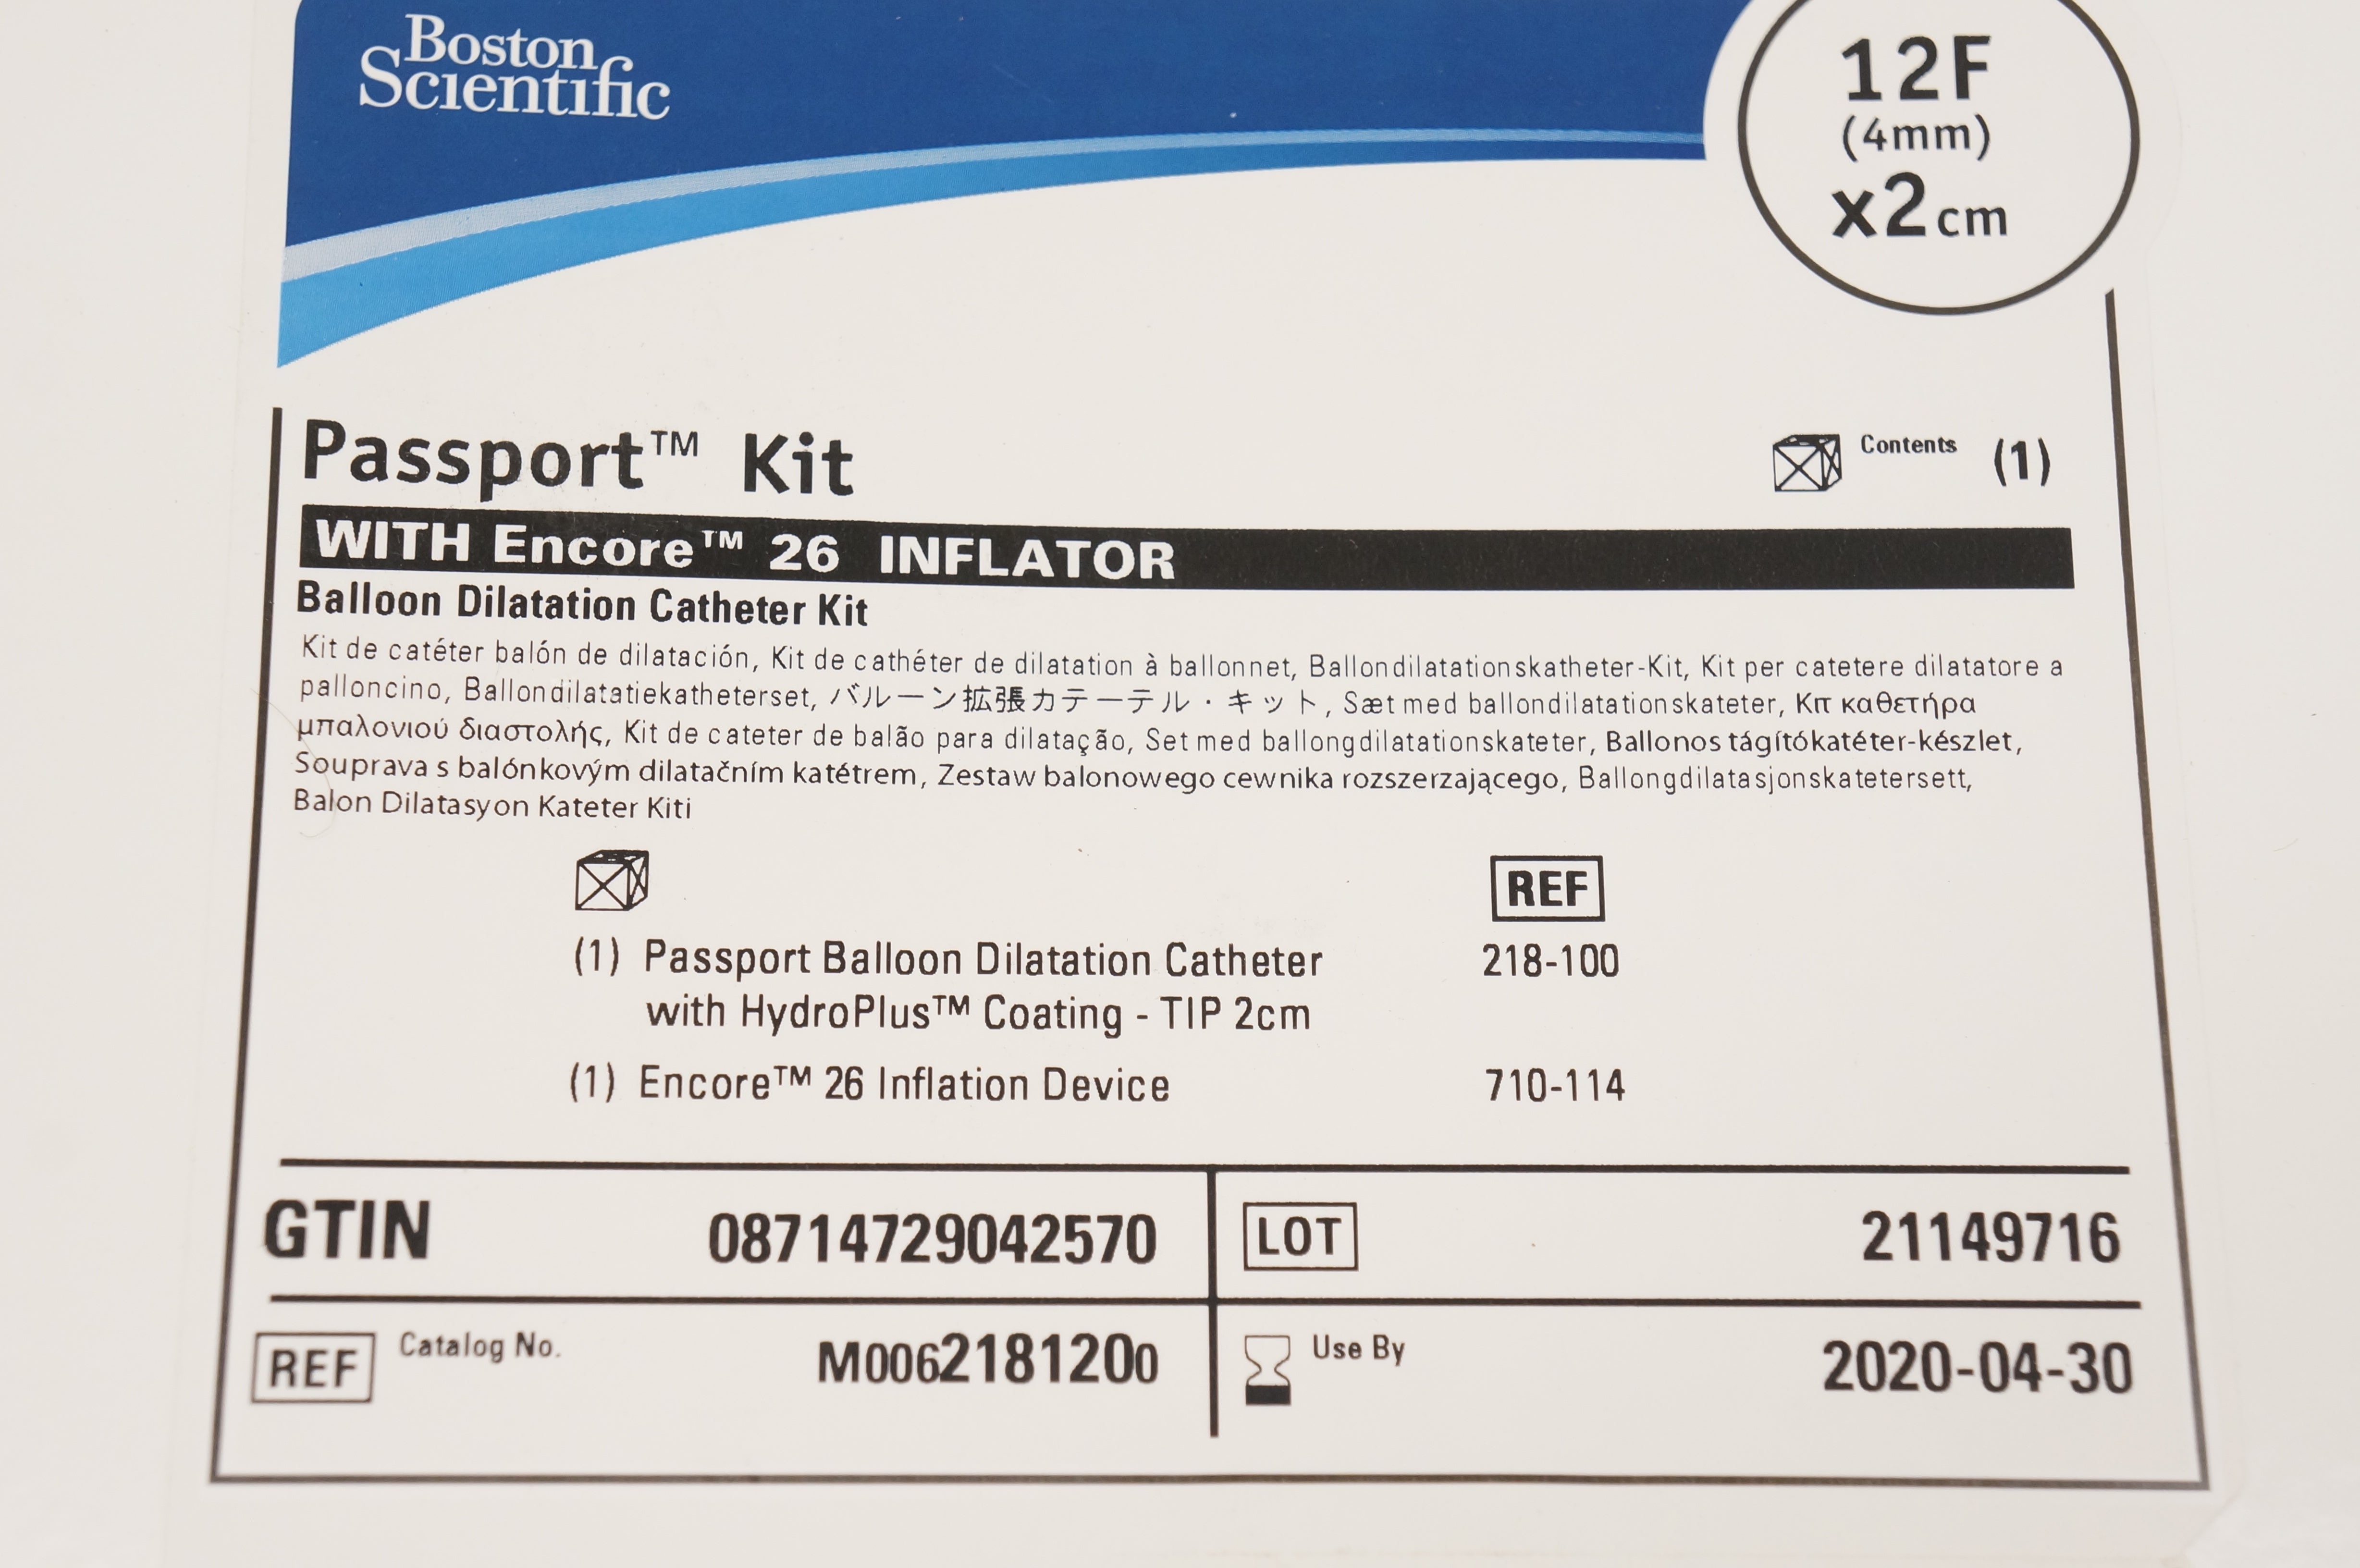 Boston
Scientific
12F
(4mm)
x2cm
Passport™ Kit
Contents (1)
WITH Encore™ 26 INFLATOR
Balloon Dilatation Catheter Kit
Kit de catéter balón de dilatación, Kit de cathéter de dilatation à ballonnet, Ballondilatationskatheter-Kit, Kit per catetere dilatatore a
palloncino, Ballondilatatiekatheterset, バルーン拡張カテーテル・キット, Sæt med ballondilatationskateter, Κιτ καθετήρα
μπαλονιού διαστολής, Kit de cateter de balão para dilatação, Set med ballongdilatationskateter, Ballonos tágítókatéter-készlet,
Souprava s balónkovým dilatačním katétrem, Zestaw balonowego cewnika rozszerzającego, Ballongdilatasjonskatetersett,
Balon Dilatasyon Kateter Kiti
REF
(1) Passport Balloon Dilatation Catheter 218-100
with HydroPlus™ Coating - TIP 2cm
(1) Encore™ 26 Inflation Device 710-114
GTIN 08714729042570
LOT 21149716
REF Catalog No. M0062181200
Use By 2020-04-30